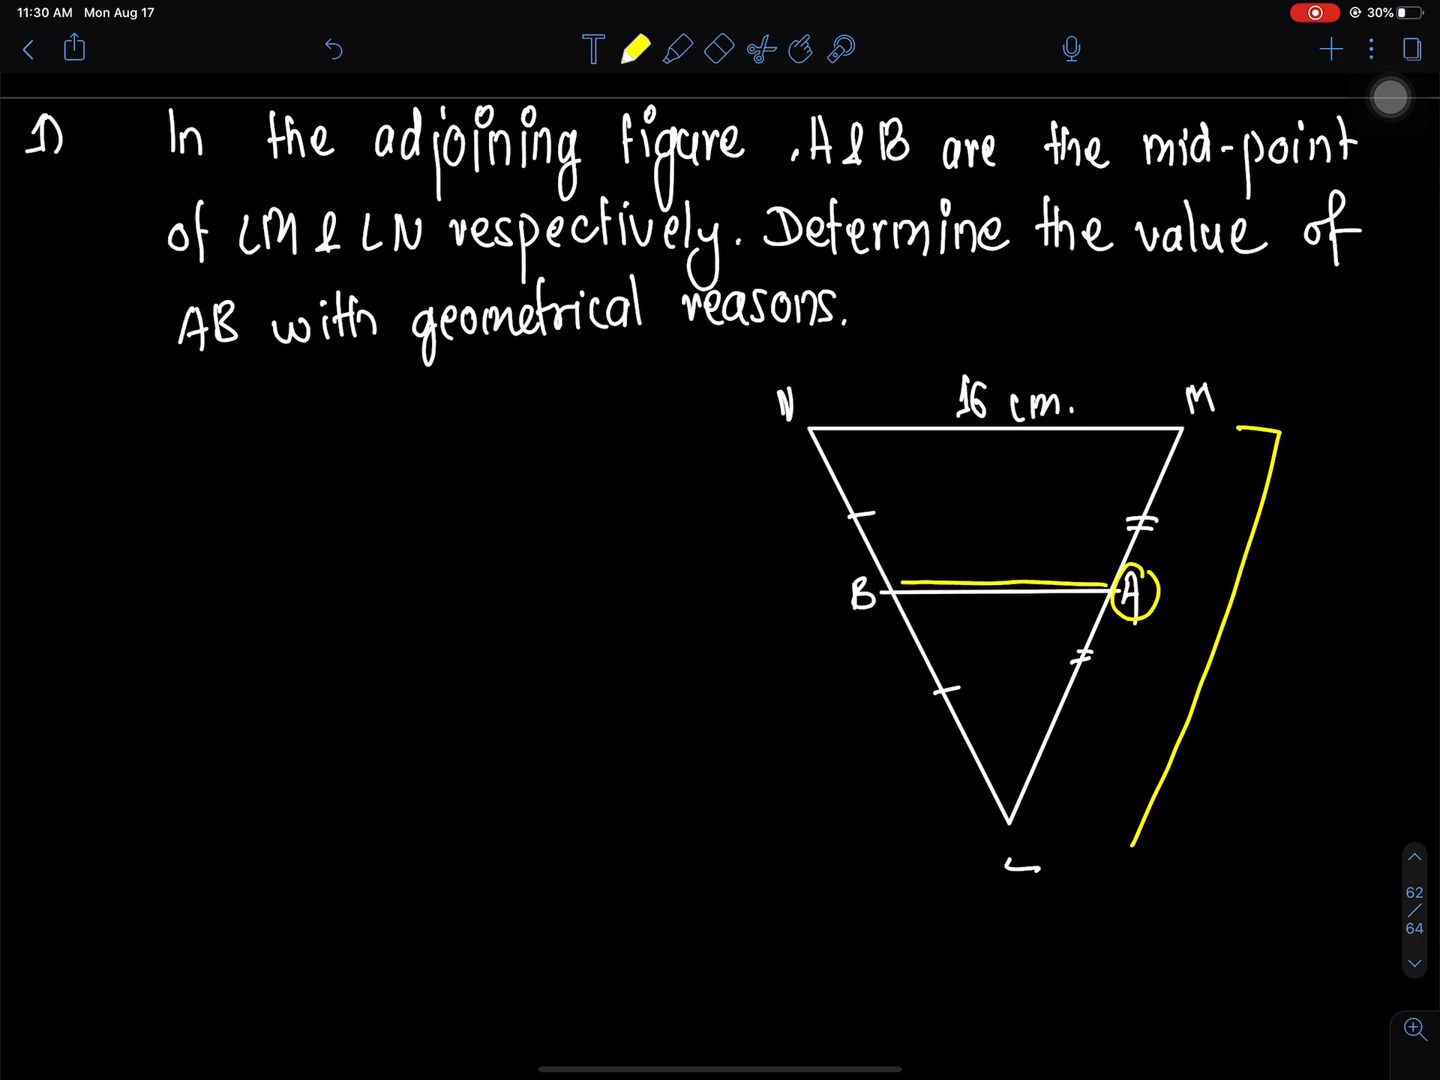 11:30 AM Mon Aug 17
30%
T
1) In the adjoining figure, A & B are the mid-point
of LM & LN respectively. Determine the value of
AB with geometrical reasons.
N 16 cm. M
B A
L
62
64